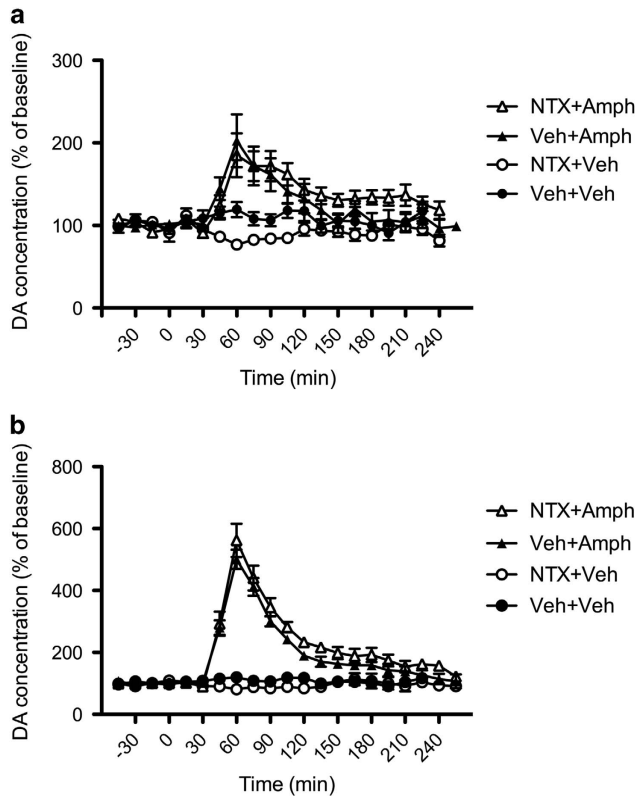 a
DA concentration (% of baseline)
300
200
100
0
-30 0 30 60 90 120 150 180 210 240
Time (min)
NTX+Amph
Veh+Amph
NTX+Veh
Veh+Veh
b
DA concentration (% of baseline)
800
600
400
200
0
-30 0 30 60 90 120 150 180 210 240
Time (min)
NTX+Amph
Veh+Amph
NTX+Veh
Veh+Veh